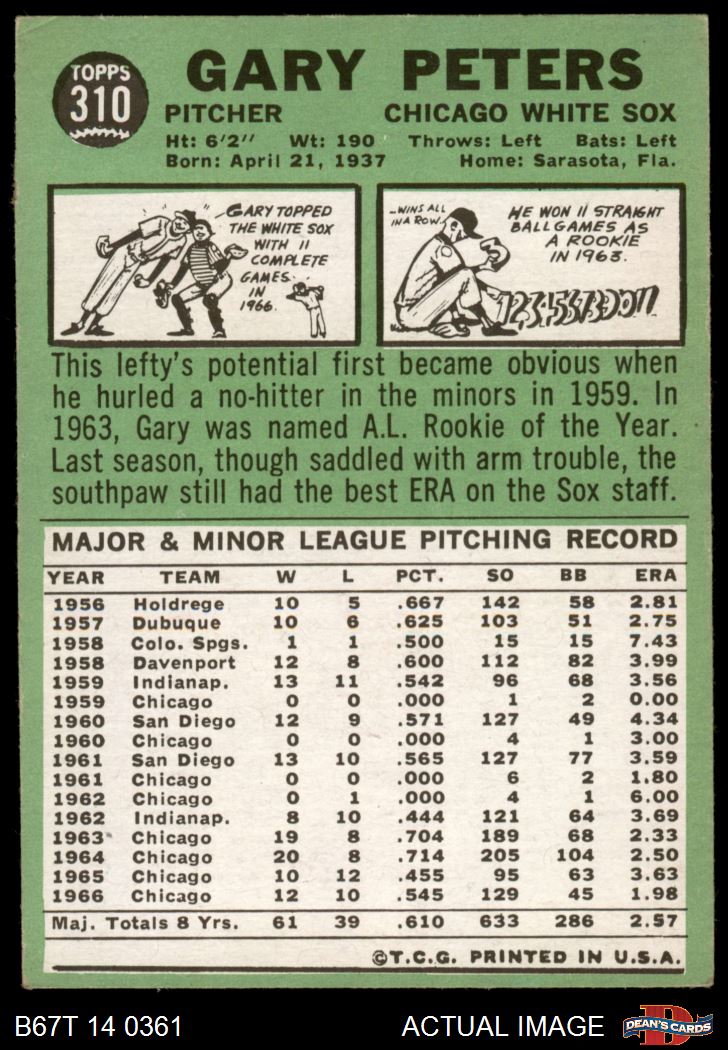 TOPPS
310
GARY PETERS
PITCHER CHICAGO WHITE SOX
Ht: 6'2" Wt: 190 Throws: Left Bats: Left
Born: April 21, 1937 Home: Sarasota, Fla.
GARY TOPPED
THE WHITE SOX
WITH 11
COMPLETE
GAMES
IN
1966.
..WINS ALL
IN A ROW.
HE WON 11 STRAIGHT
BALLGAMES AS
A ROOKIE
IN 1963.
This lefty's potential first became obvious when
he hurled a no-hitter in the minors in 1959. In
1963, Gary was named A.L. Rookie of the Year.
Last season, though saddled with arm trouble, the
southpaw still had the best ERA on the Sox staff.
MAJOR & MINOR LEAGUE PITCHING RECORD
YEAR TEAM W L PCT. SO BB ERA
1956 Holdrege 10 5 .667 142 58 2.81
1957 Dubuque 10 6 .625 103 51 2.75
1958 Colo. Spgs. 1 1 .500 15 15 7.43
1958 Davenport 12 8 .600 112 82 3.99
1959 Indianap. 13 11 .542 96 68 3.56
1959 Chicago 0 0 .000 1 2 0.00
1960 San Diego 12 9 .571 127 49 4.34
1960 Chicago 0 0 .000 4 1 3.00
1961 San Diego 13 10 .565 127 77 3.59
1961 Chicago 0 0 .000 6 2 1.80
1962 Chicago 0 1 .000 4 1 6.00
1962 Indianap. 8 10 .444 121 64 3.69
1963 Chicago 19 8 .704 189 68 2.33
1964 Chicago 20 8 .714 205 104 2.50
1965 Chicago 10 12 .455 95 63 3.63
1966 Chicago 12 10 .545 129 45 1.98
Maj. Totals 8 Yrs. 61 39 .610 633 286 2.57
©T.C.G. PRINTED IN U.S.A.
B67T 14 0361 ACTUAL IMAGE
DEAN'S CARDS